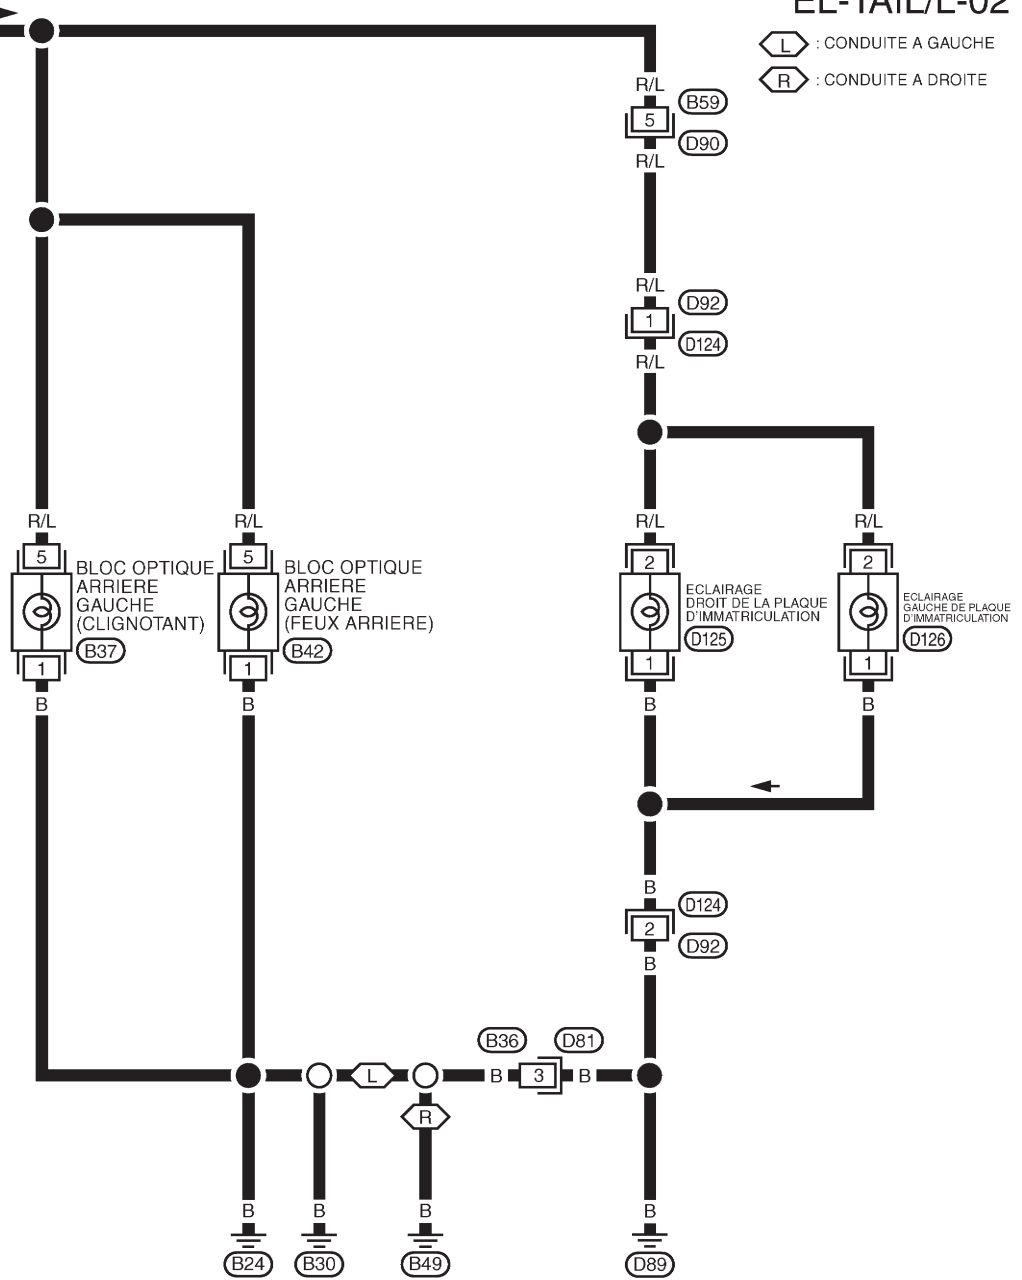 EL-TAIL/L-02
L : CONDUITE A GAUCHE
R : CONDUITE A DROITE
R/L
B59
5
D90
R/L
R/L
D92
1
D124
R/L
R/L
R/L
R/L
R/L
5
5
2
2
BLOC OPTIQUE
ARRIERE
GAUCHE
(CLIGNOTANT)
B37
BLOC OPTIQUE
ARRIERE
GAUCHE
(FEUX ARRIERE)
B42
ECLAIRAGE
DROIT DE LA PLAQUE
D'IMMATRICULATION
D125
ECLAIRAGE
GAUCHE DE PLAQUE
D'IMMATRICULATION
D126
1
1
1
1
B
B
B
B
B
D124
2
D92
B
B36
D81
L
B
3
B
R
B
B
B
B
B24
B30
B49
D89